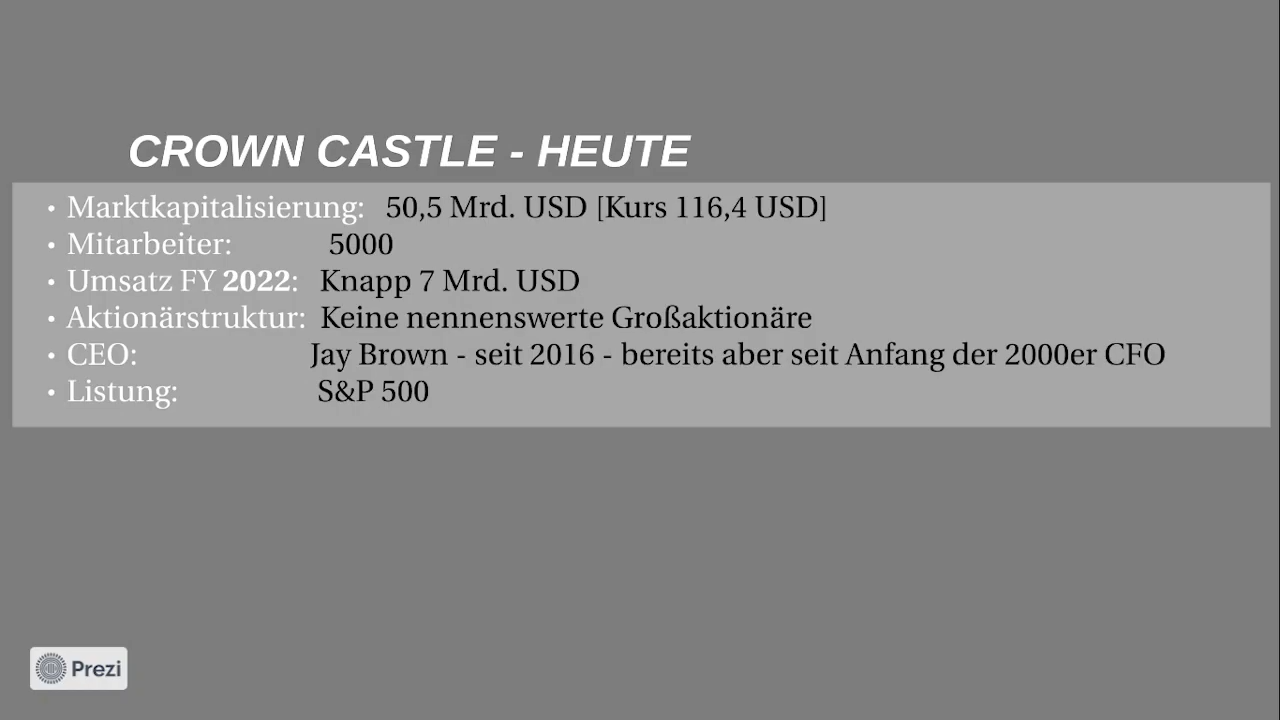 CROWN CASTLE - HEUTE
• Marktkapitalisierung: 50,5 Mrd. USD [Kurs 116,4 USD]
• Mitarbeiter: 5000
• Umsatz FY 2022: Knapp 7 Mrd. USD
• Aktionärstruktur: Keine nennenswerte Großaktionäre
• CEO: Jay Brown - seit 2016 - bereits aber seit Anfang der 2000er CFO
• Listung: S&P 500
Prezi